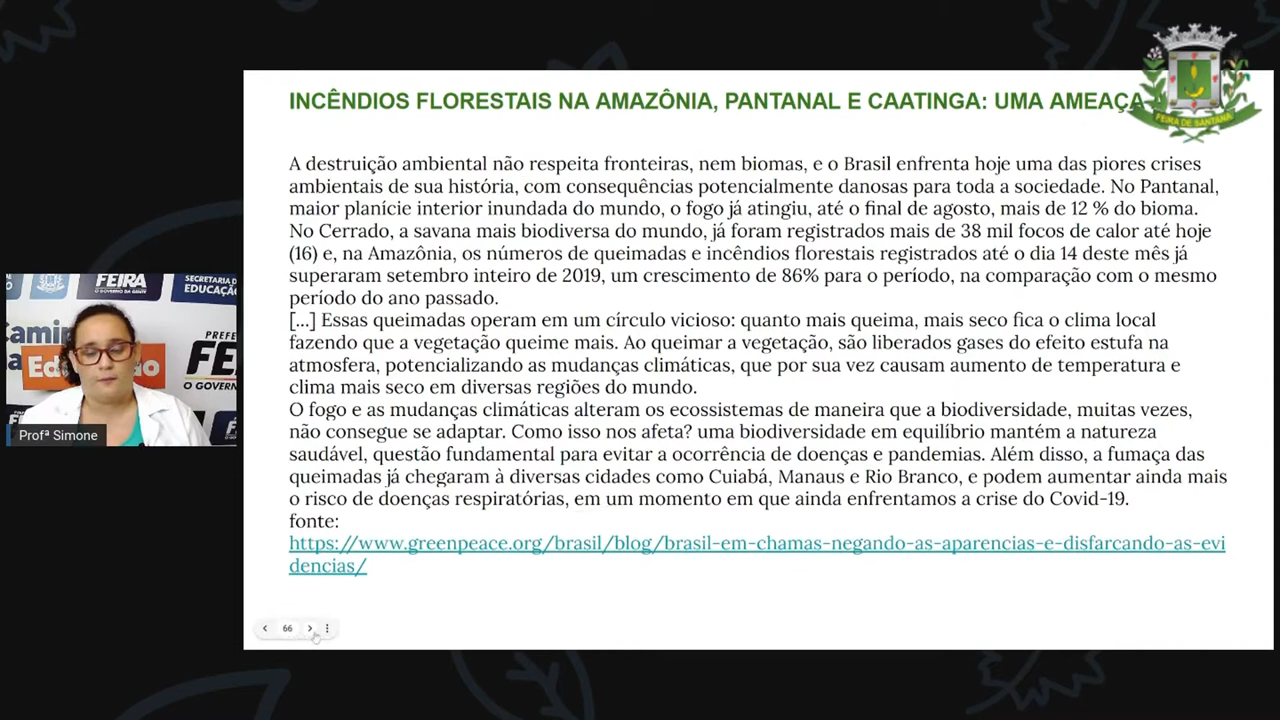 INCÊNDIOS FLORESTAIS NA AMAZÔNIA, PANTANAL E CAATINGA: UMA AMEAÇA
FEIRA DE SANTANA
A destruição ambiental não respeita fronteiras, nem biomas, e o Brasil enfrenta hoje uma das piores crises
ambientais de sua história, com consequências potencialmente danosas para toda a sociedade. No Pantanal,
maior planície interior inundada do mundo, o fogo já atingiu, até o final de agosto, mais de 12 % do bioma.
No Cerrado, a savana mais biodiversa do mundo, já foram registrados mais de 38 mil focos de calor até hoje
(16) e, na Amazônia, os números de queimadas e incêndios florestais registrados até o dia 14 deste mês já
superaram setembro inteiro de 2019, um crescimento de 86% para o período, na comparação com o mesmo
período do ano passado.
[...] Essas queimadas operam em um círculo vicioso: quanto mais queima, mais seco fica o clima local
fazendo que a vegetação queime mais. Ao queimar a vegetação, são liberados gases do efeito estufa na
atmosfera, potencializando as mudanças climáticas, que por sua vez causam aumento de temperatura e
clima mais seco em diversas regiões do mundo.
O fogo e as mudanças climáticas alteram os ecossistemas de maneira que a biodiversidade, muitas vezes,
não consegue se adaptar. Como isso nos afeta? uma biodiversidade em equilíbrio mantém a natureza
saudável, questão fundamental para evitar a ocorrência de doenças e pandemias. Além disso, a fumaça das
queimadas já chegaram à diversas cidades como Cuiabá, Manaus e Rio Branco, e podem aumentar ainda mais
o risco de doenças respiratórias, em um momento em que ainda enfrentamos a crise do Covid-19.
fonte:
https://www.greenpeace.org/brasil/blog/brasil-em-chamas-negando-as-aparencias-e-disfarcando-as-evi
dencias/
66
FEIRA
O GOVERNO DA GENTE
SECRETARIA DE
EDUCAÇÃO
PREFE
FE
O GOVERN
Profª Simone